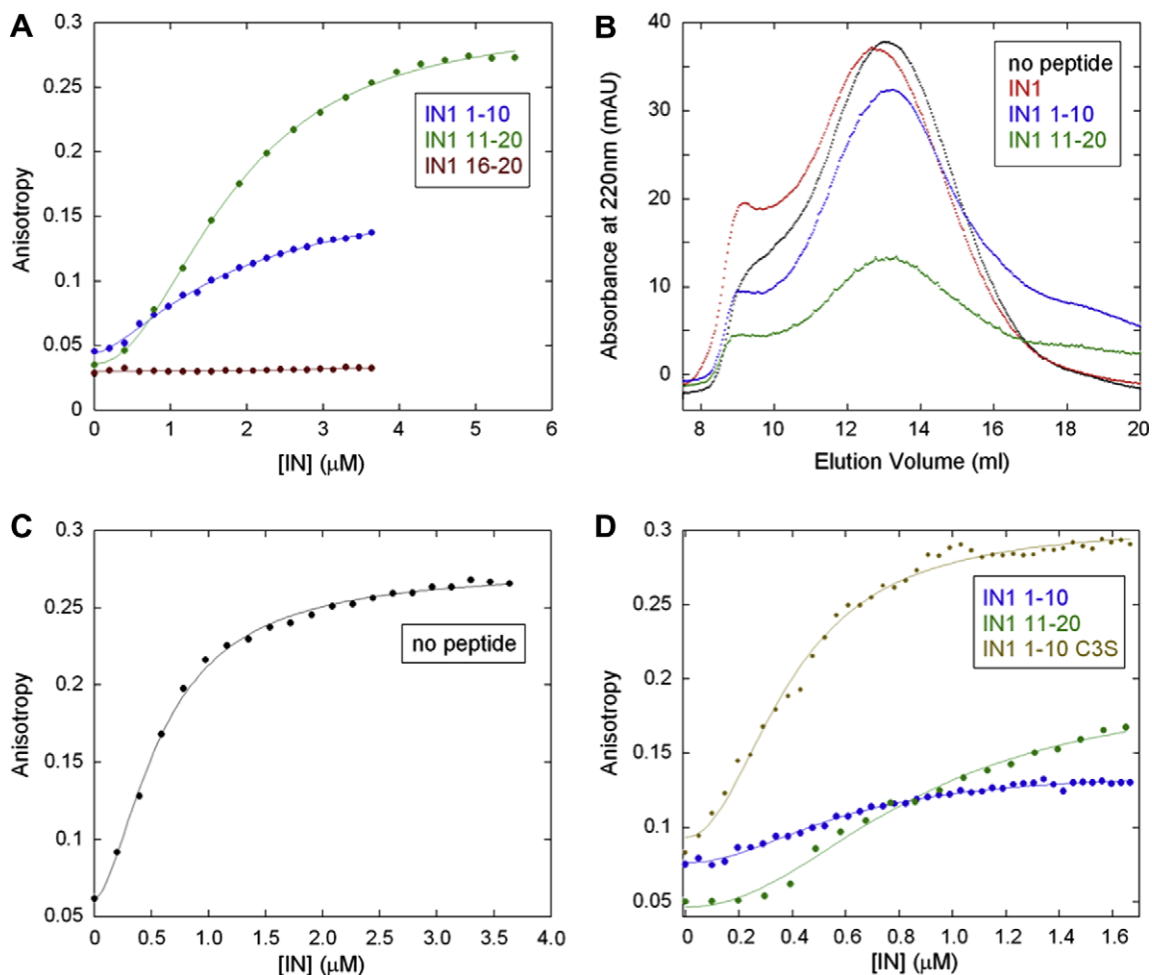 A
0.3
0.25
0.2
0.15
0.1
0.05
0
Anisotropy
IN1 1-10
IN1 11-20
IN1 16-20
0 1 2 3 4 5 6
[IN] (μM)
B
40
30
20
10
0
Absorbance at 220nm (mAU)
no peptide
IN1
IN1 1-10
IN1 11-20
8 10 12 14 16 18 20
Elution Volume (ml)
C
0.3
0.25
0.2
0.15
0.1
0.05
Anisotropy
no peptide
0 0.5 1.0 1.5 2.0 2.5 3.0 3.5 4.0
[IN] (μM)
D
0.3
0.25
0.2
0.15
0.1
0.05
Anisotropy
IN1 1-10
IN1 11-20
IN1 1-10 C3S
0 0.2 0.4 0.6 0.8 1.0 1.2 1.4 1.6
[IN] (μM)